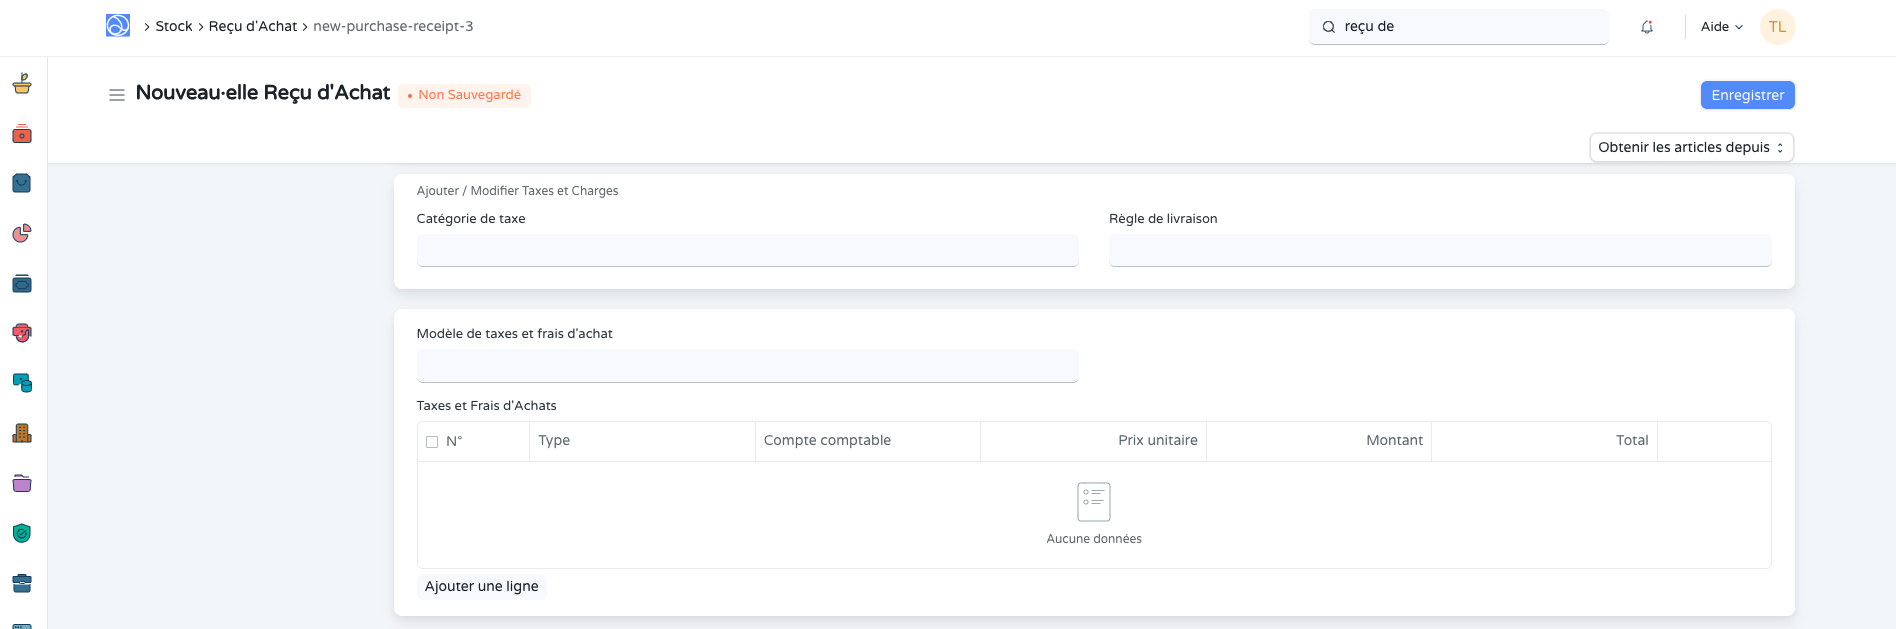 Stock Reçu d'Achat new-purchase-receipt-3
reçu de
Aide
TL
Nouveau·elle Reçu d'Achat
Non Sauvegardé
Enregistrer
Obtenir les articles depuis
Ajouter / Modifier Taxes et Charges
Catégorie de taxe
Règle de livraison
Modèle de taxes et frais d'achat
Taxes et Frais d'Achats
N° Type Compte comptable Prix unitaire Montant Total
Aucune données
Ajouter une ligne